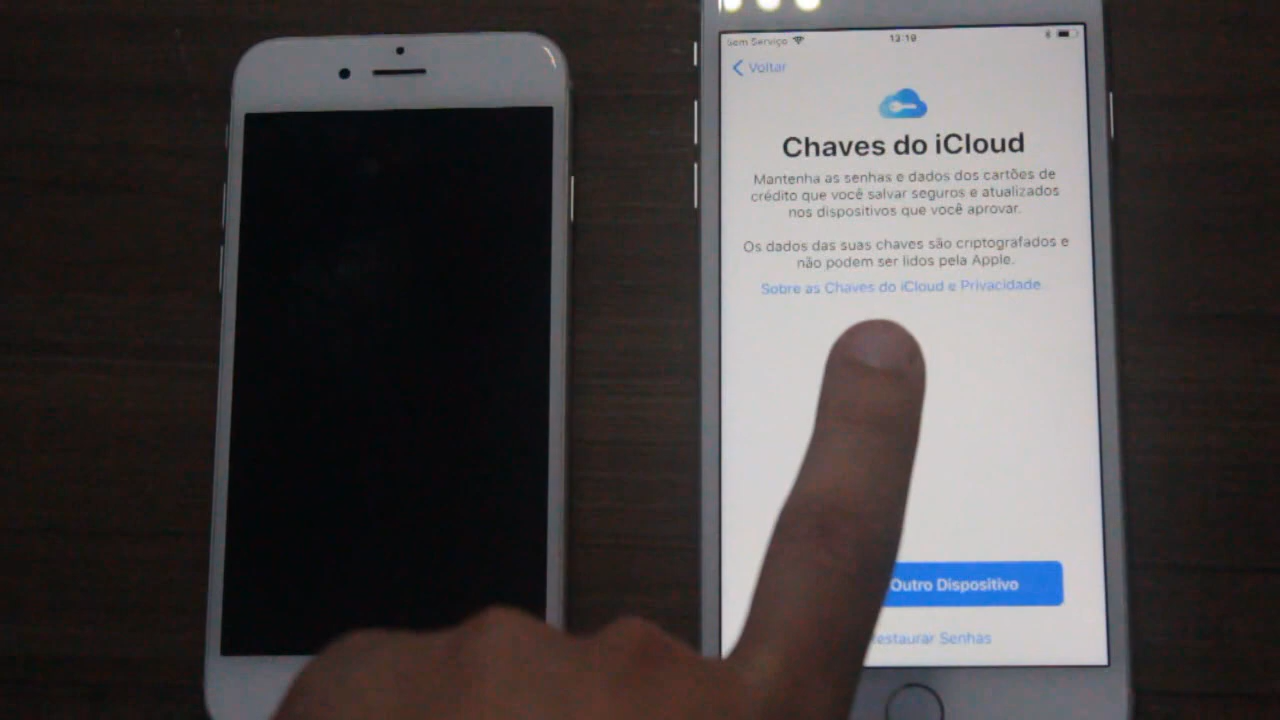 Sem Serviço 13:19
Voltar
Chaves do iCloud
Mantenha as senhas e dados dos cartões de
crédito que você salvar seguros e atualizados
nos dispositivos que você aprovar.
Os dados das suas chaves são criptografados e
não podem ser lidos pela Apple.
Sobre as Chaves do iCloud e Privacidade
Outro Dispositivo
Senhas